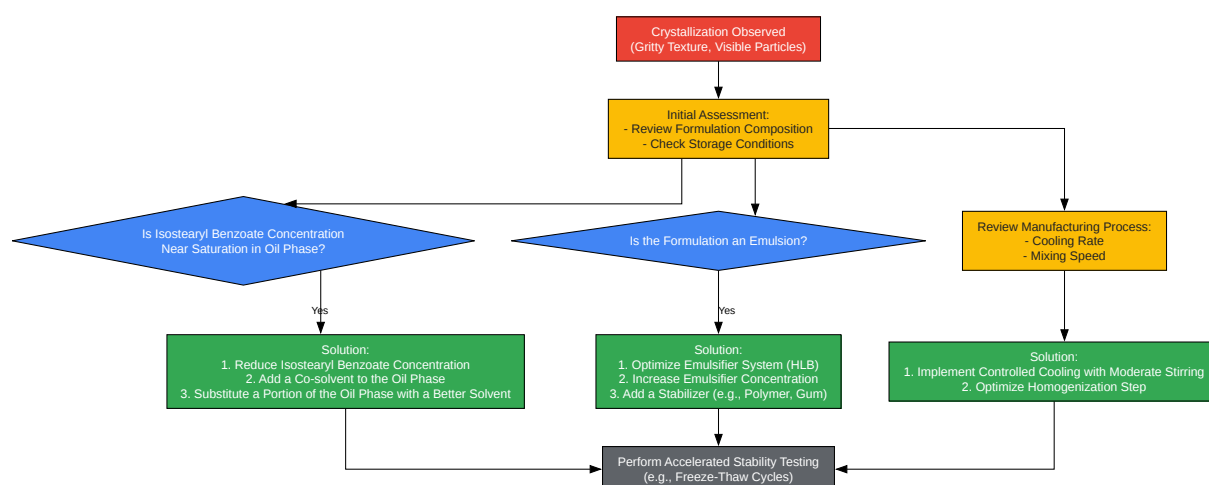 Crystallization Observed
(Gritty Texture, Visible Particles)
Initial Assessment:
- Review Formulation Composition
- Check Storage Conditions
Is Isostearyl Benzoate Concentration
Near Saturation in Oil Phase?
Is the Formulation an Emulsion?
Review Manufacturing Process:
- Cooling Rate
- Mixing Speed
Yes
Yes
Solution:
1. Reduce Isostearyl Benzoate Concentration
2. Add a Co-solvent to the Oil Phase
3. Substitute a Portion of the Oil Phase with a Better Solvent
Solution:
1. Optimize Emulsifier System (HLB)
2. Increase Emulsifier Concentration
3. Add a Stabilizer (e.g., Polymer, Gum)
Solution:
1. Implement Controlled Cooling with Moderate Stirring
2. Optimize Homogenization Step
Perform Accelerated Stability Testing
(e.g., Freeze-Thaw Cycles)